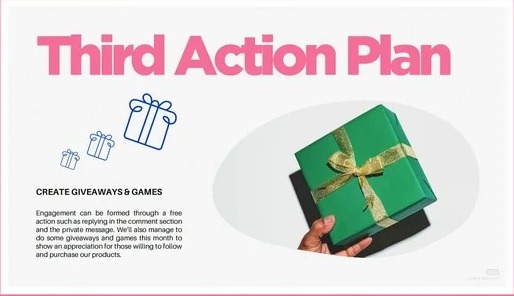 Third Action Plan
CREATE GIVEAWAYS & GAMES
Engagement can be formed through a free
action such as replying in the comment section
and the private message. We'll also manage to
do some giveaways and games this month to
show an appreciation for those willing to follow
and purchase our products.